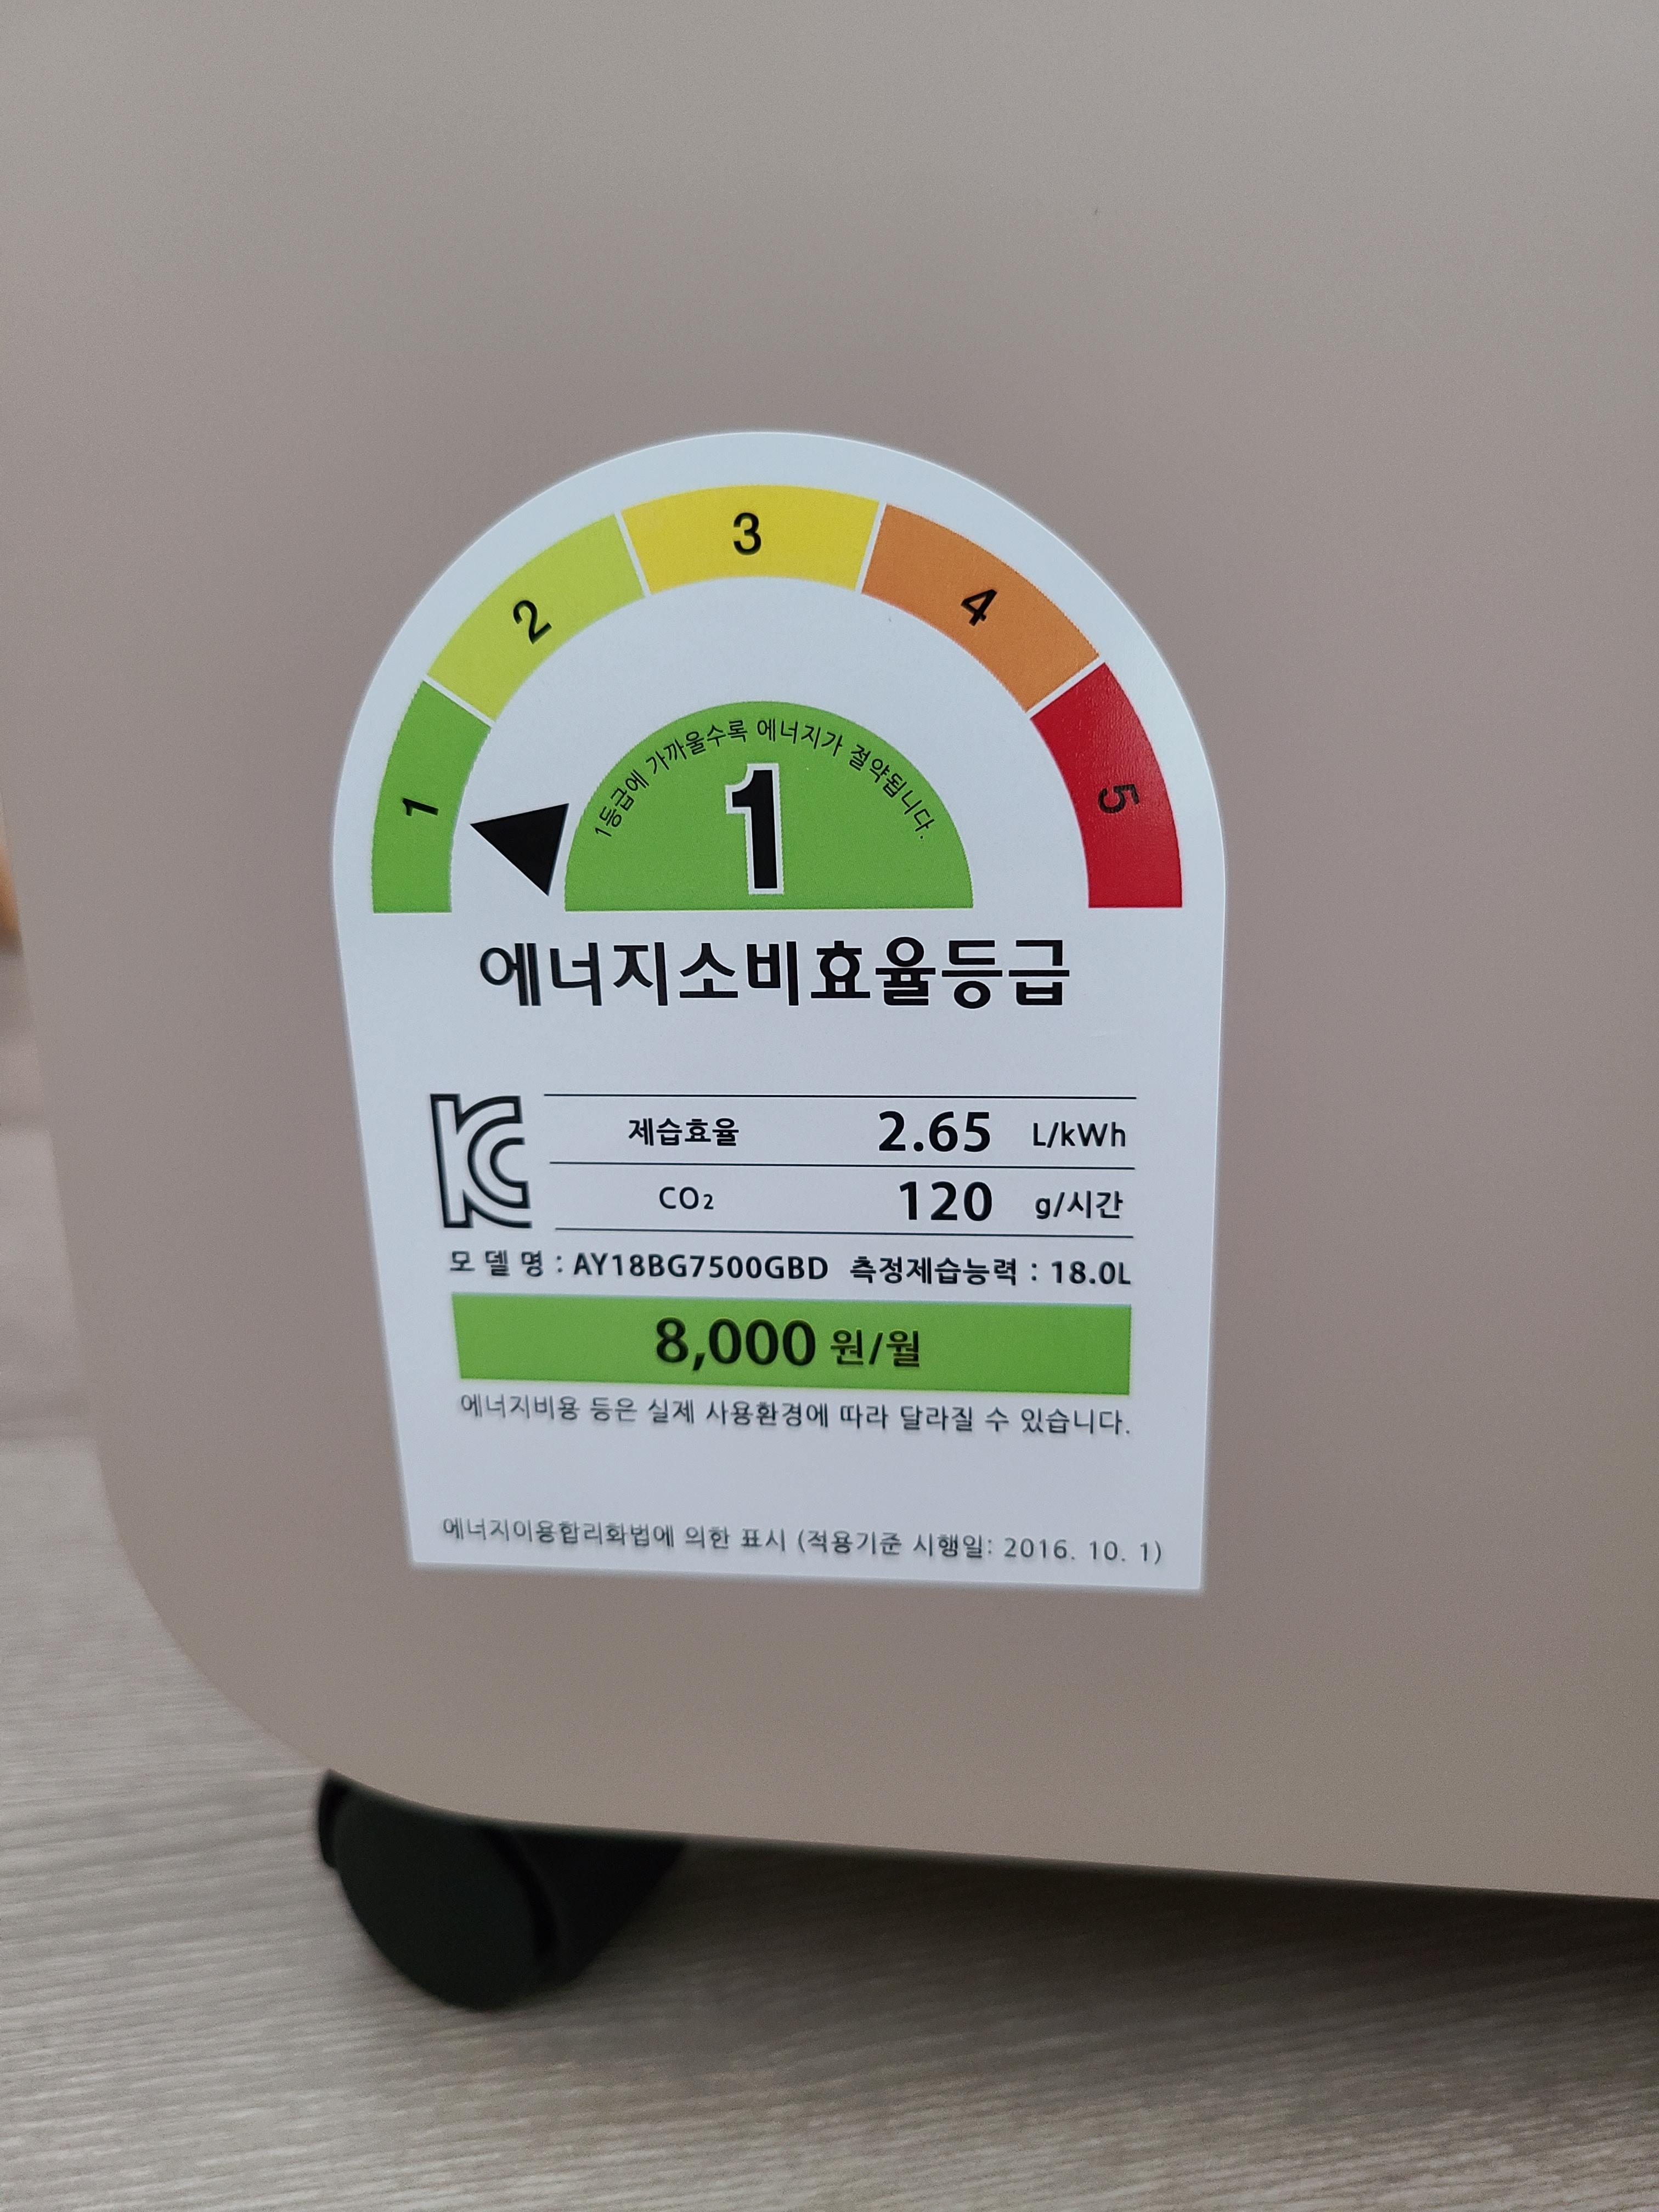 1
2
3
4
5
1등급에 가까울수록 에너지가 절약됩니다.
1
에너지소비효율등급
KC
제습효율 2.65 L/kWh
CO₂ 120 g/시간
모 델 명 : AY18BG7500GBD 측정제습능력 : 18.0L
8,000 원/월
에너지비용 등은 실제 사용환경에 따라 달라질 수 있습니다.
에너지이용합리화법에 의한 표시 (적용기준 시행일: 2016. 10. 1)